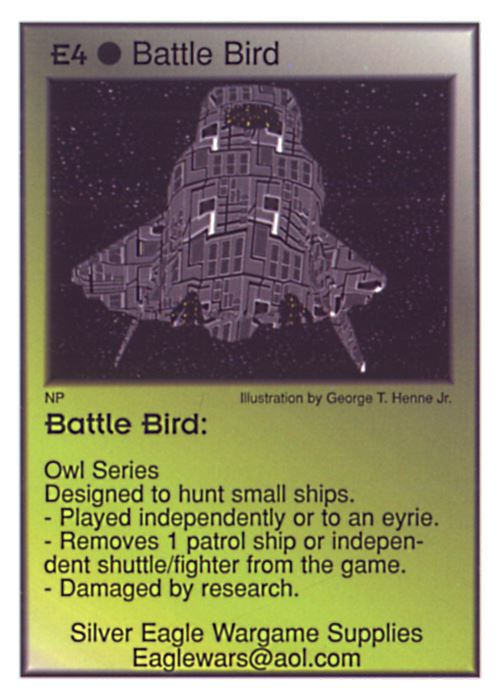 E4 ● Battle Bird
NP Illustration by George T. Henne Jr.
Battle Bird:
Owl Series
Designed to hunt small ships.
- Played independently or to an eyrie.
- Removes 1 patrol ship or indepen-
dent shuttle/fighter from the game.
- Damaged by research.
Silver Eagle Wargame Supplies
Eaglewars@aol.com